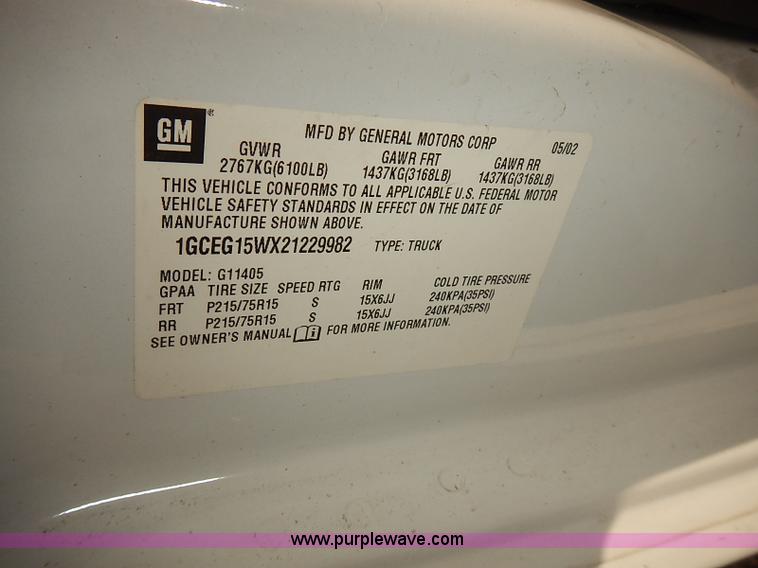 GM®
MFD BY GENERAL MOTORS CORP 05/02
GVWR GAWR FRT GAWR RR
2767KG(6100LB) 1437KG(3168LB) 1437KG(3168LB)
THIS VEHICLE CONFORMS TO ALL APPLICABLE U.S. FEDERAL MOTOR
VEHICLE SAFETY STANDARDS IN EFFECT ON THE DATE OF
MANUFACTURE SHOWN ABOVE.
1GCEG15WX21229982 TYPE: TRUCK
MODEL: G11405
GPAA TIRE SIZE SPEED RTG RIM COLD TIRE PRESSURE
FRT P215/75R15 S 15X6JJ 240KPA(35PSI)
RR P215/75R15 S 15X6JJ 240KPA(35PSI)
SEE OWNER'S MANUAL FOR MORE INFORMATION.
www.purplewave.com